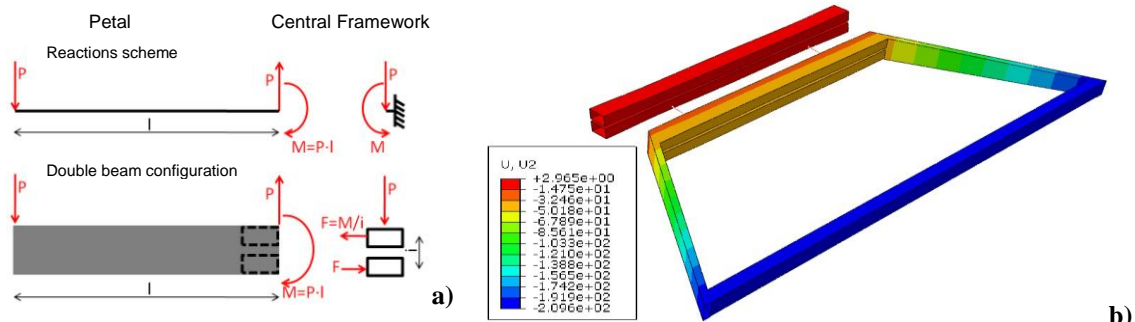 Petal
Central Framework
Reactions scheme
P
P
P
l
M=P·l
M
Double beam configuration
P
P
P
F=M/i
F
i
M=P·l
l
a)
U, U2
+2.965e+00
-1.475e+01
-3.246e+01
-5.018e+01
-6.789e+01
-8.561e+01
-1.033e+02
-1.210e+02
-1.388e+02
-1.565e+02
-1.742e+02
-1.919e+02
-2.096e+02
b)